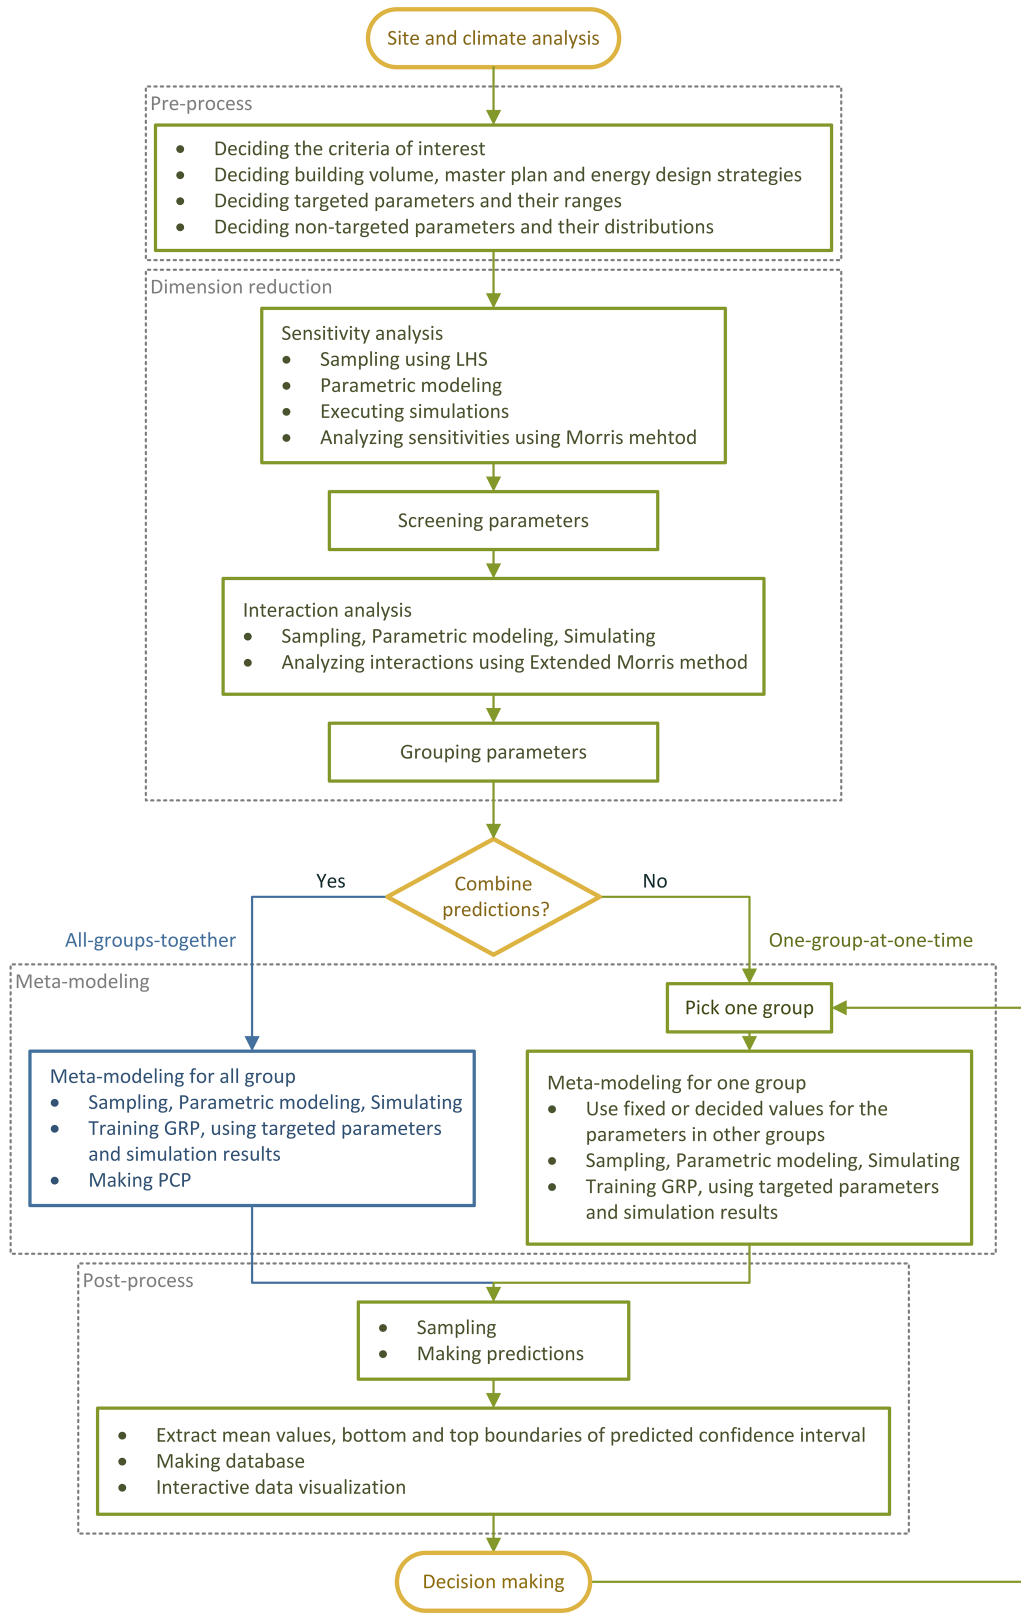 Site and climate analysis
Pre-process
● Deciding the criteria of interest
● Deciding building volume, master plan and energy design strategies
● Deciding targeted parameters and their ranges
● Deciding non-targeted parameters and their distributions
Dimension reduction
Sensitivity analysis
● Sampling using LHS
● Parametric modeling
● Executing simulations
● Analyzing sensitivities using Morris mehtod
Screening parameters
Interaction analysis
● Sampling, Parametric modeling, Simulating
● Analyzing interactions using Extended Morris method
Grouping parameters
Combine
predictions?
Yes
No
All-groups-together
One-group-at-one-time
Meta-modeling
Pick one group
Meta-modeling for all group
● Sampling, Parametric modeling, Simulating
● Training GRP, using targeted parameters
and simulation results
● Making PCP
Meta-modeling for one group
● Use fixed or decided values for the
parameters in other groups
● Sampling, Parametric modeling, Simulating
● Training GRP, using targeted parameters
and simulation results
Post-process
● Sampling
● Making predictions
● Extract mean values, bottom and top boundaries of predicted confidence interval
● Making database
● Interactive data visualization
Decision making